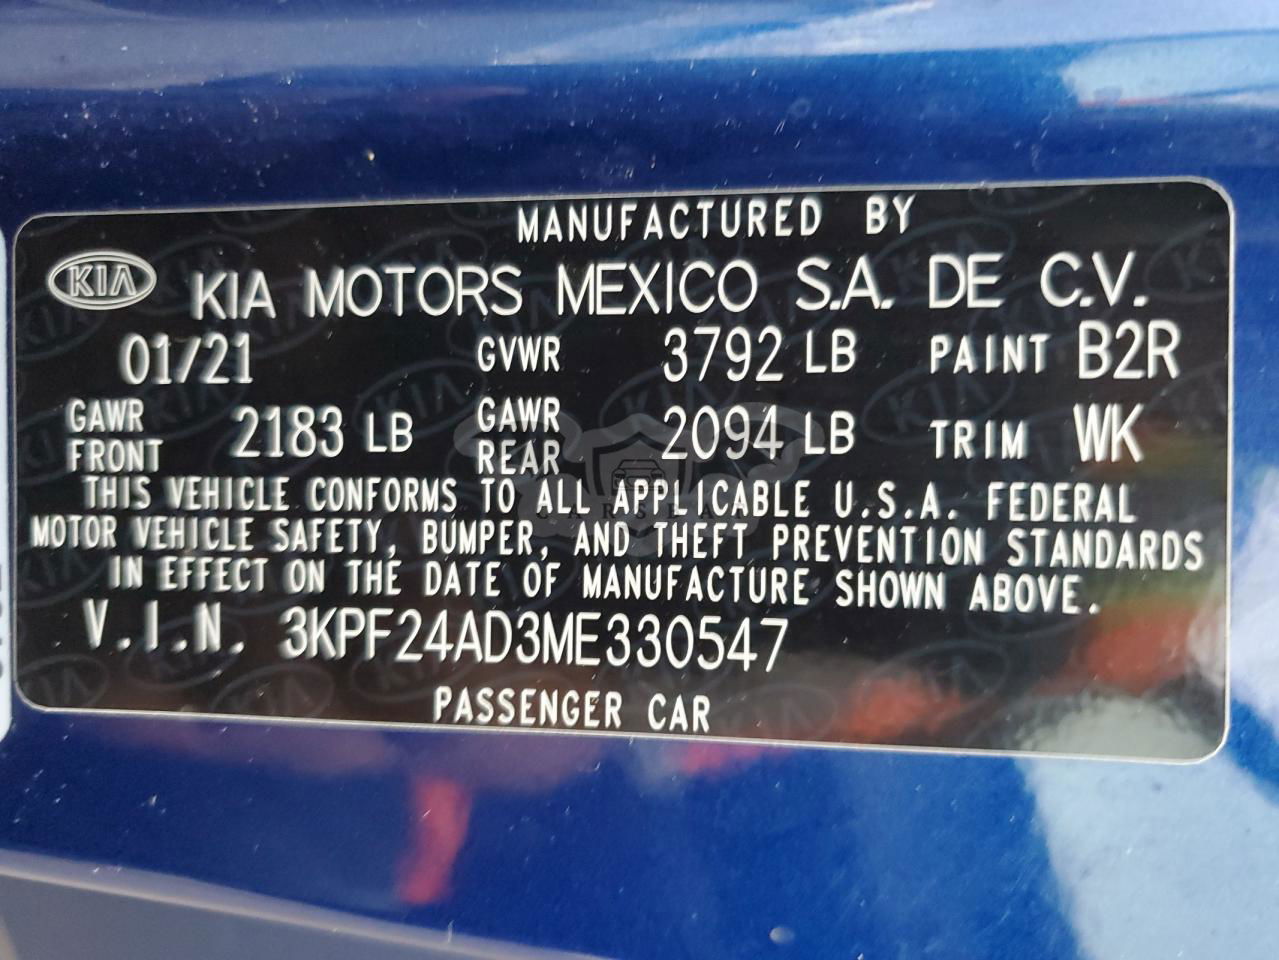 MANUFACTURED BY
KIA KIA MOTORS MEXICO S.A. DE C.V.
01/21 GVWR 3792 LB PAINT B2R
GAWR FRONT 2183 LB GAWR REAR 2094 LB TRIM WK
THIS VEHICLE CONFORMS TO ALL APPLICABLE U.S.A. FEDERAL
MOTOR VEHICLE SAFETY, BUMPER, AND THEFT PREVENTION STANDARDS
IN EFFECT ON THE DATE OF MANUFACTURE SHOWN ABOVE.
V.I.N. 3KPF24AD3ME330547
PASSENGER CAR